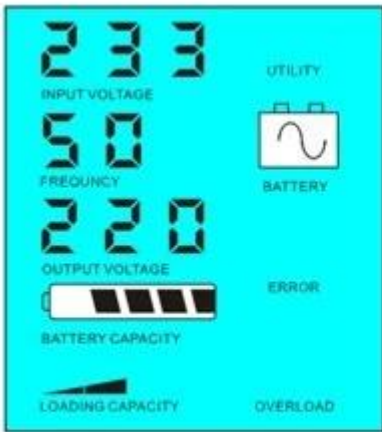 233
UTILITY
INPUT VOLTAGE
50
FREQUNCY
BATTERY
220
OUTPUT VOLTAGE
ERROR
BATTERY CAPACITY
LOADING CAPACITY
OVERLOAD